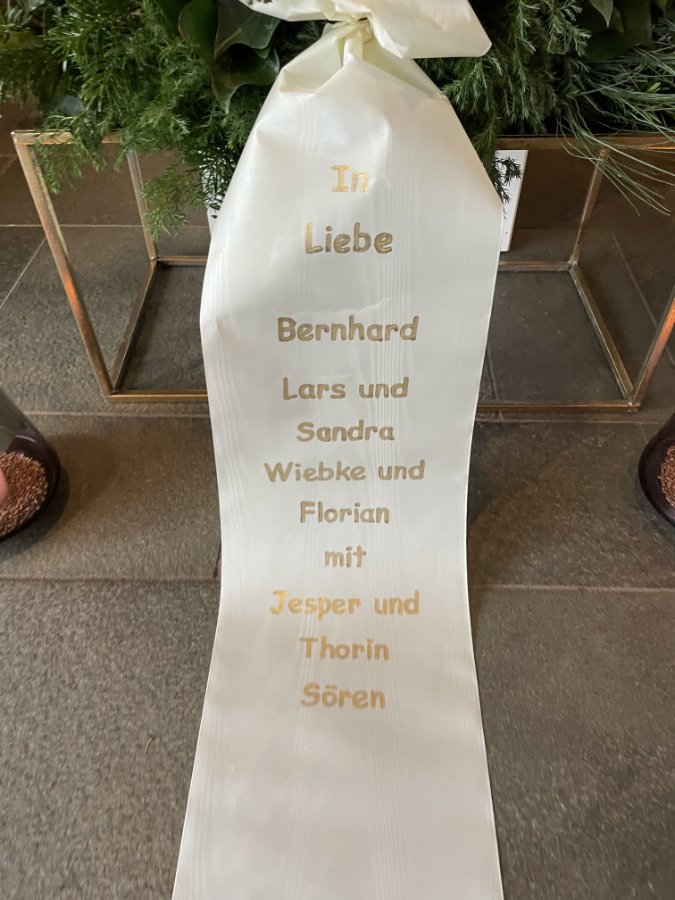 In
Liebe
Bernhard
Lars und
Sandra
Wiebke und
Florian
mit
Jesper und
Thorin
Sören